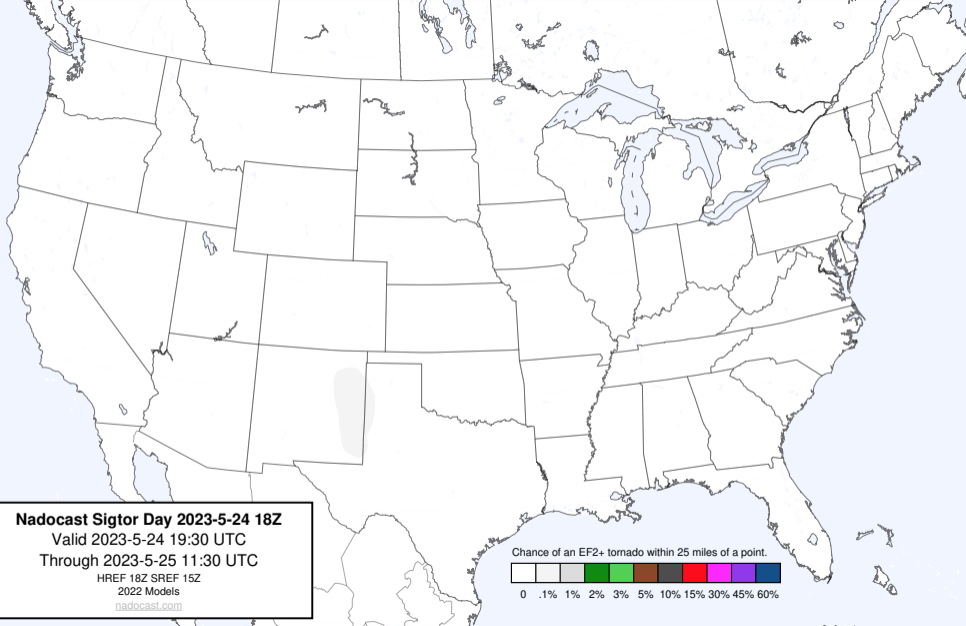 Nadocast Sigtor Day 2023-5-24 18Z
Valid 2023-5-24 19:30 UTC
Through 2023-5-25 11:30 UTC
HREF 18Z SREF 15Z
2022 Models
nadocast.com
Chance of an EF2+ tornado within 25 miles of a point.
0 .1% 1% 2% 3% 5% 10% 15% 30% 45% 60%